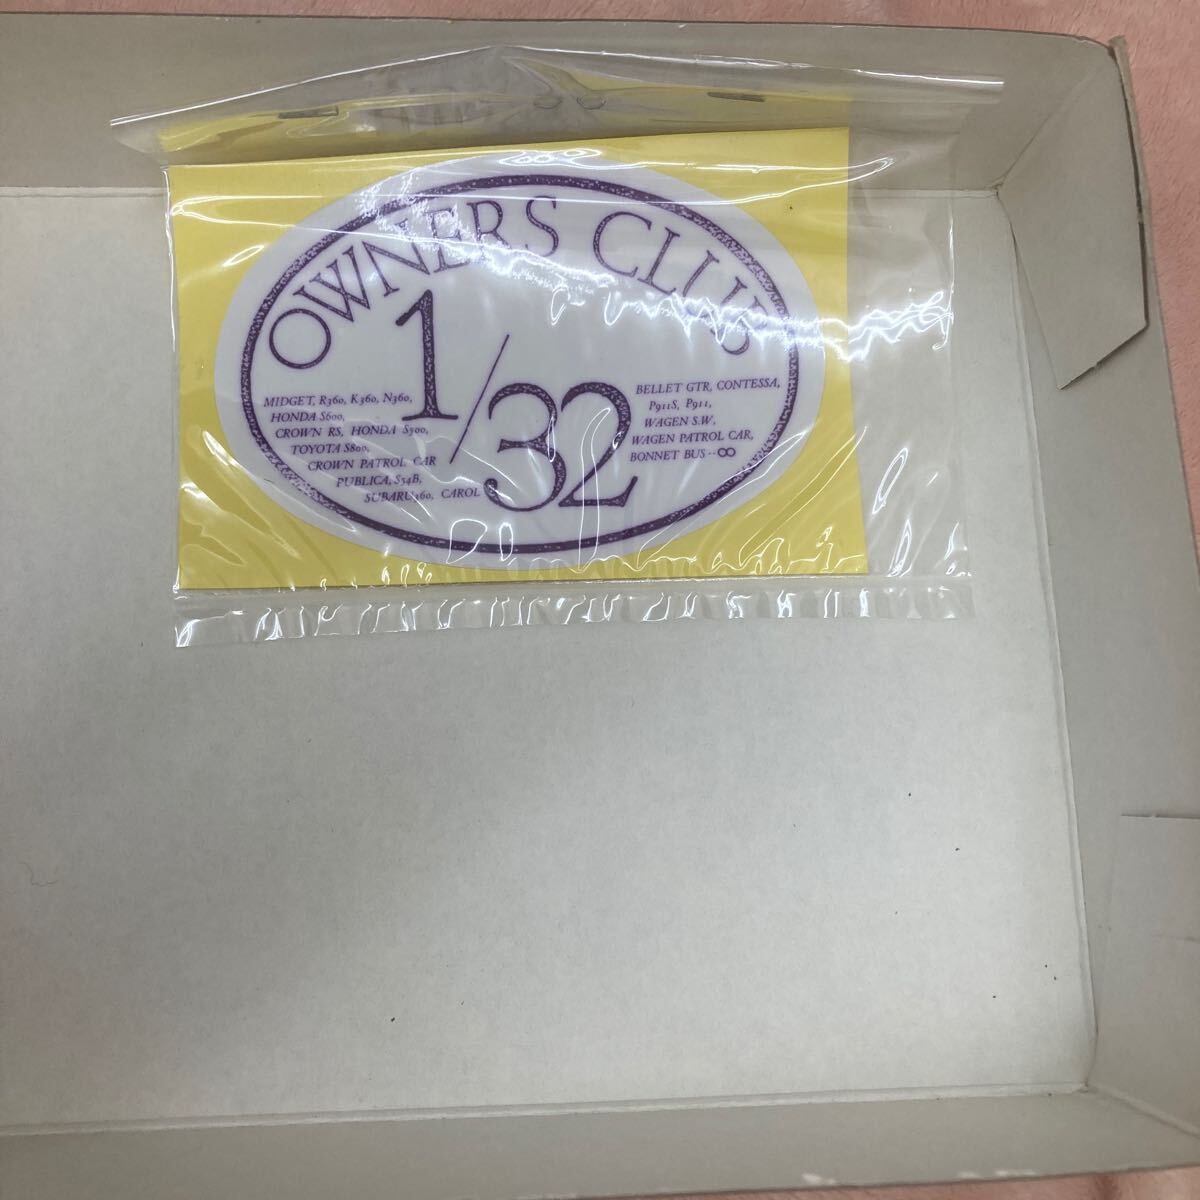 OWNERS CLUB
1/32
MIDGET, R360, K360, N360,
HONDA S600,
CROWN RS, HONDA S500,
TOYOTA S800,
CROWN PATROL CAR
PUBLICA, S54B,
SUBARU360, CAROL
BELLET GTR, CONTESSA,
P911S, P911,
WAGEN S.W,
WAGEN PATROL CAR,
BONNET BUS··∞